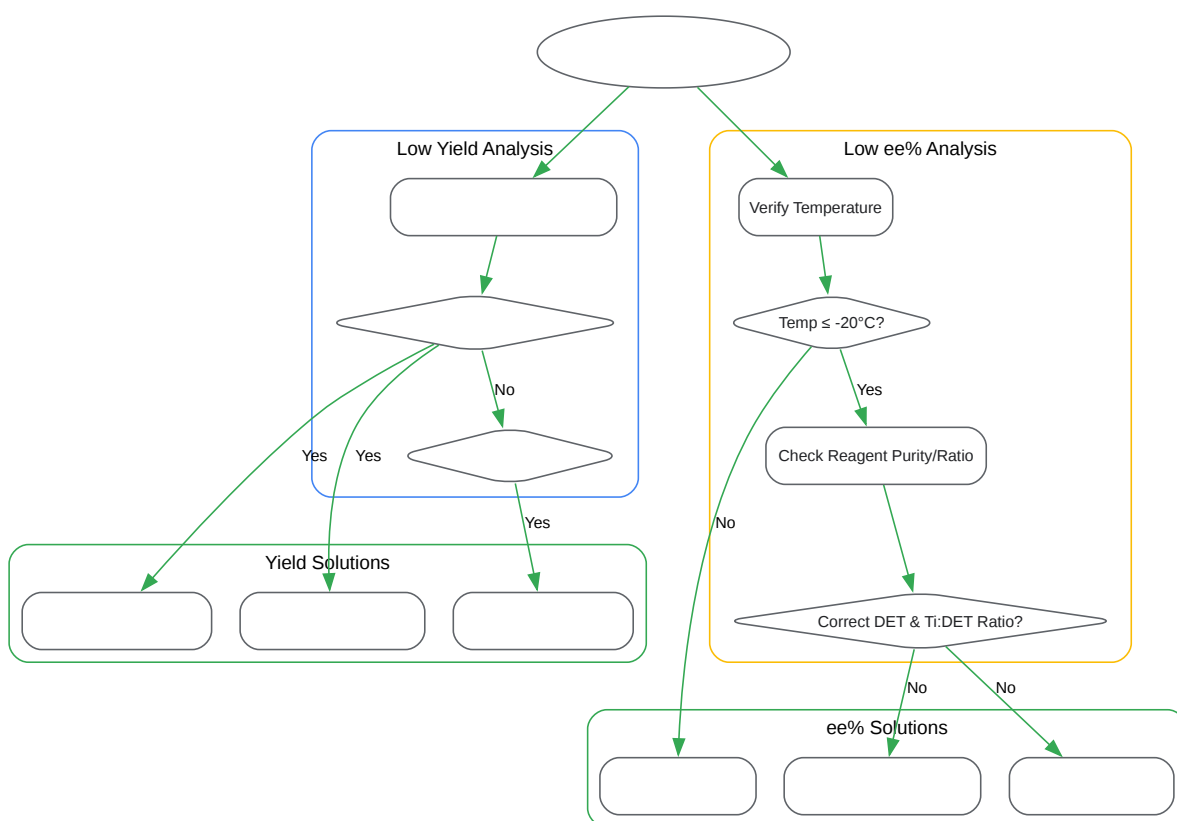 Low Yield Analysis
Low ee% Analysis
Verify Temperature
Temp ≤ -20°C?
No
Yes
Yes
Yes
Check Reagent Purity/Ratio
No
Yes
Yield Solutions
Correct DET & Ti:DET Ratio?
No
No
ee% Solutions